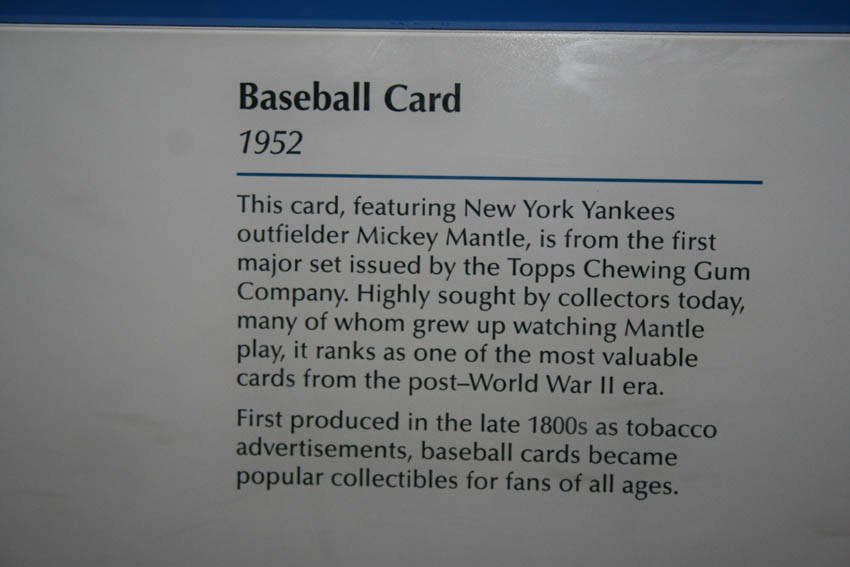 Baseball Card
1952
This card, featuring New York Yankees
outfielder Mickey Mantle, is from the first
major set issued by the Topps Chewing Gum
Company. Highly sought by collectors today,
many of whom grew up watching Mantle
play, it ranks as one of the most valuable
cards from the post–World War II era.
First produced in the late 1800s as tobacco
advertisements, baseball cards became
popular collectibles for fans of all ages.